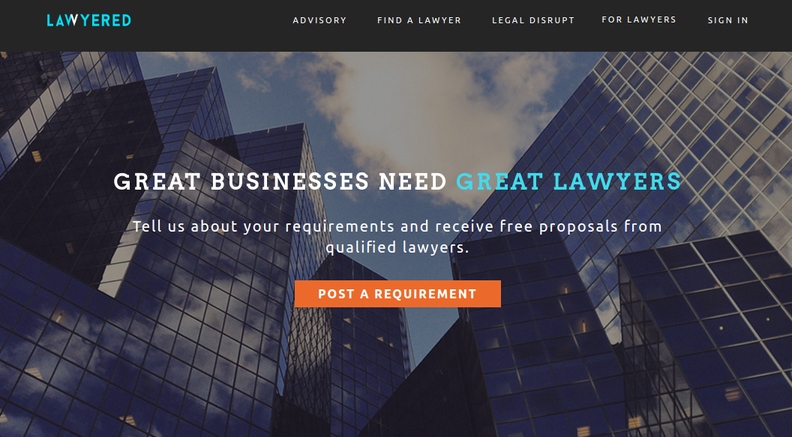 LAWYERED
ADVISORY
FIND A LAWYER
LEGAL DISRUPT
FOR LAWYERS
SIGN IN
GREAT BUSINESSES NEED GREAT LAWYERS
Tell us about your requirements and receive free proposals from
qualified lawyers.
POST A REQUIREMENT